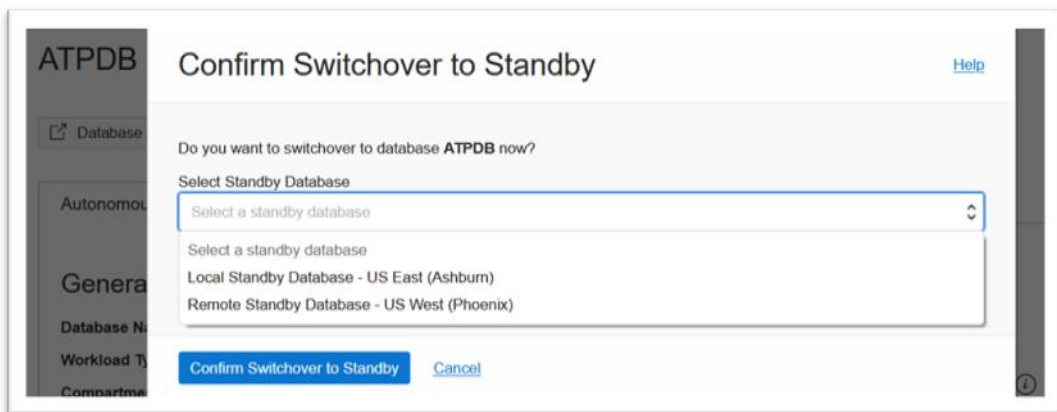 ATPDB
Confirm Switchover to Standby
Help
Database
Do you want to switchover to database ATPDB now?
Select Standby Database
Select a standby database
Autonomou
Select a standby database
Local Standby Database - US East (Ashburn)
Genera
Remote Standby Database - US West (Phoenix)
Database Na
Workload Ty
Confirm Switchover to Standby
Cancel
Compartme